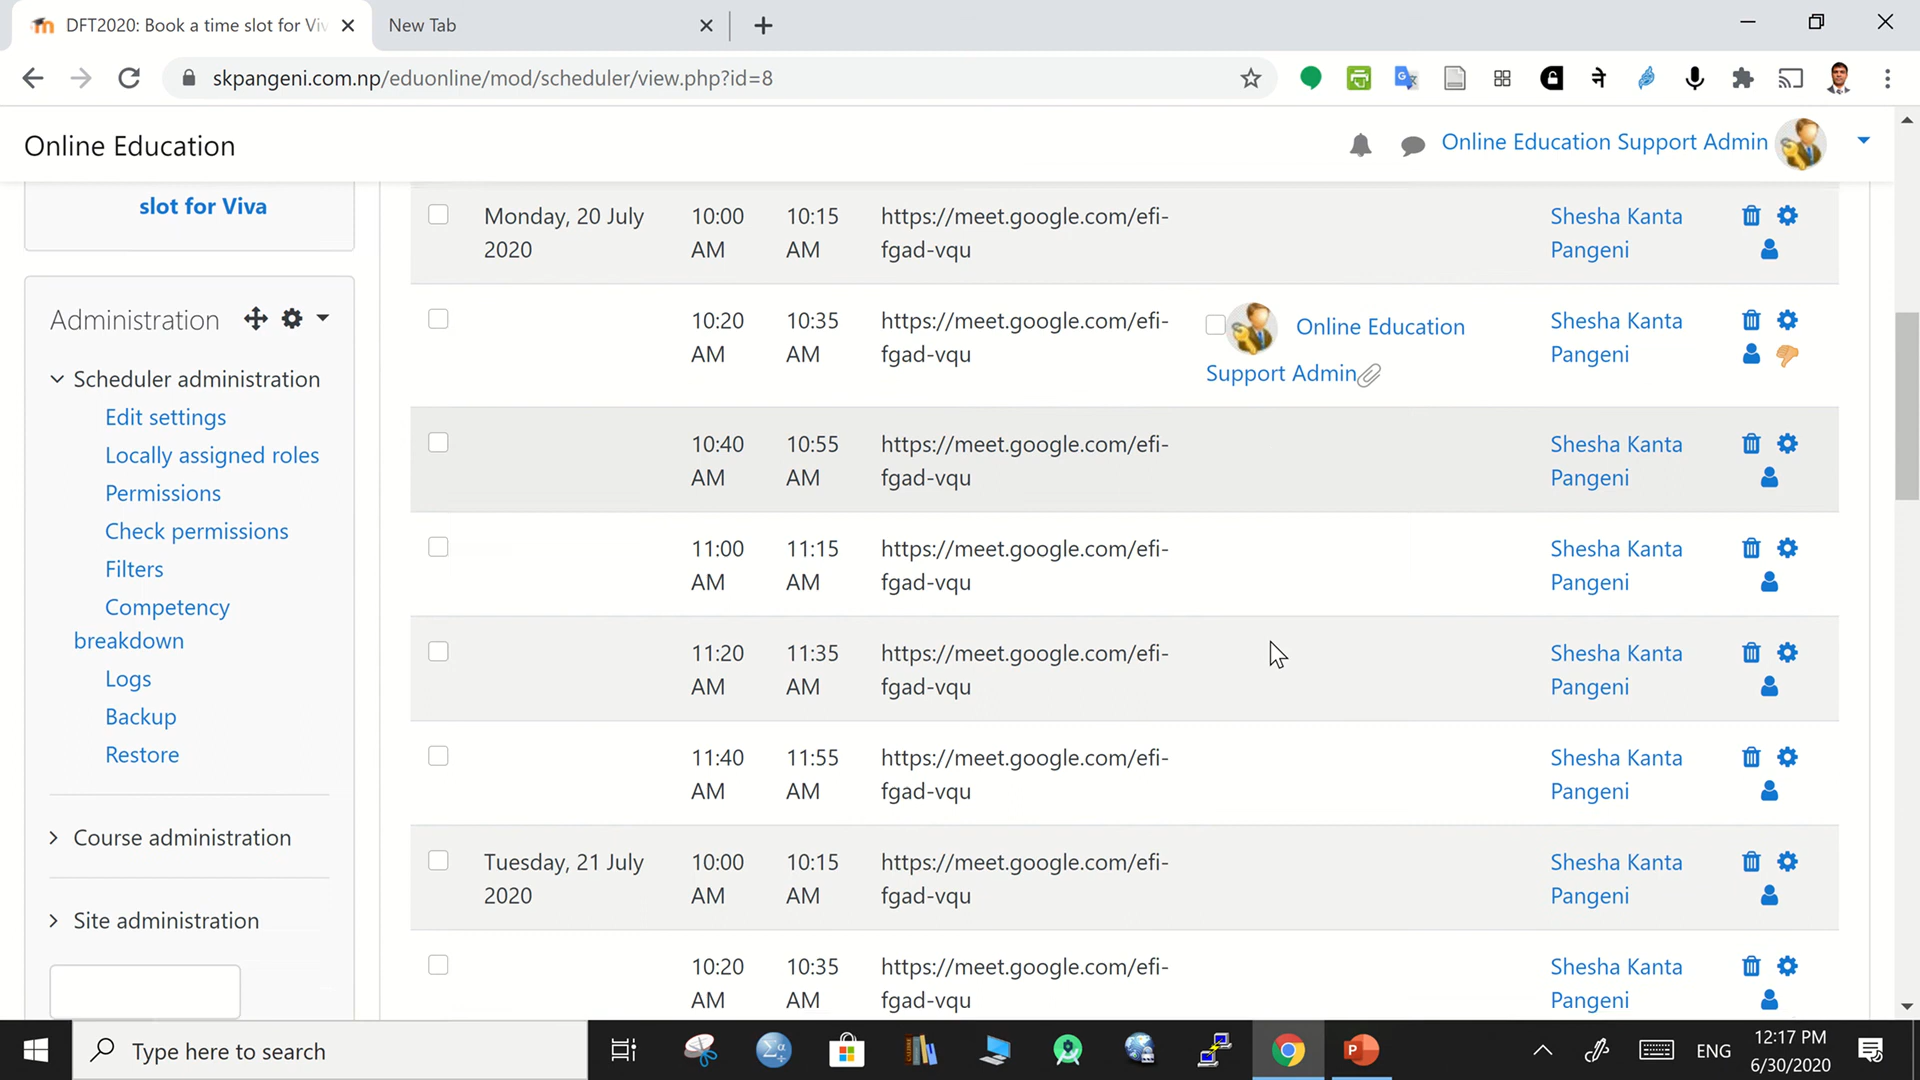 DFT2020: Book a time slot for Viv
New Tab
skpangeni.com.np/eduonline/mod/scheduler/view.php?id=8
Online Education
Online Education Support Admin
slot for Viva
Administration
Scheduler administration
Edit settings
Locally assigned roles
Permissions
Check permissions
Filters
Competency
breakdown
Logs
Backup
Restore
Course administration
Site administration
Monday, 20 July 10:00 10:15 https://meet.google.com/efi- Shesha Kanta
2020 AM AM fgad-vqu Pangeni
10:20 10:35 https://meet.google.com/efi- Online Education Shesha Kanta
AM AM fgad-vqu Support Admin Pangeni
10:40 10:55 https://meet.google.com/efi- Shesha Kanta
AM AM fgad-vqu Pangeni
11:00 11:15 https://meet.google.com/efi- Shesha Kanta
AM AM fgad-vqu Pangeni
11:20 11:35 https://meet.google.com/efi- Shesha Kanta
AM AM fgad-vqu Pangeni
11:40 11:55 https://meet.google.com/efi- Shesha Kanta
AM AM fgad-vqu Pangeni
Tuesday, 21 July 10:00 10:15 https://meet.google.com/efi- Shesha Kanta
2020 AM AM fgad-vqu Pangeni
10:20 10:35 https://meet.google.com/efi- Shesha Kanta
AM AM fgad-vqu Pangeni
Type here to search
ENG
12:17 PM
6/30/2020